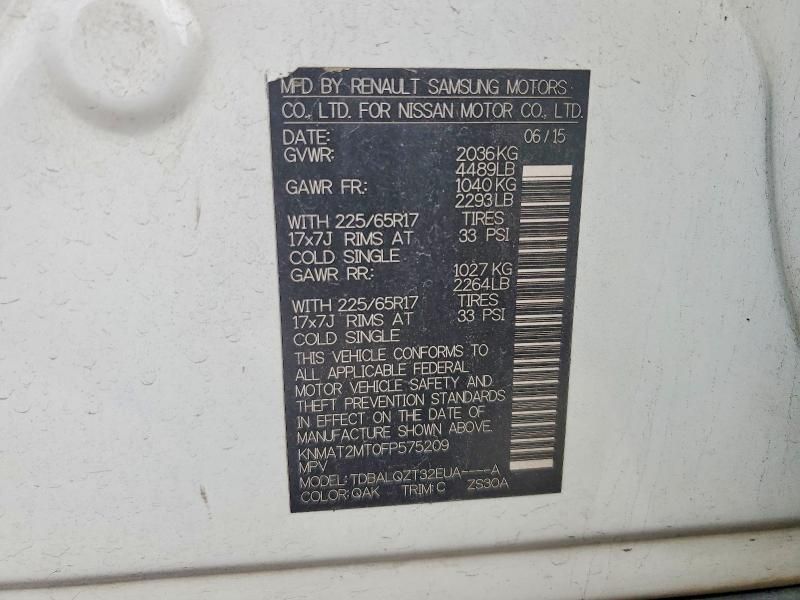 MFD BY RENAULT SAMSUNG MOTORS
CO., LTD. FOR NISSAN MOTOR CO., LTD.
DATE: 06/15
GVWR: 2036KG
4489LB
GAWR FR: 1040KG
2293LB
WITH 225/65R17 TIRES
17x7J RIMS AT 33 PSI
COLD SINGLE
GAWR RR: 1027KG
2264LB
WITH 225/65R17 TIRES
17x7J RIMS AT 33 PSI
COLD SINGLE
THIS VEHICLE CONFORMS TO
ALL APPLICABLE FEDERAL
MOTOR VEHICLE SAFETY AND
THEFT PREVENTION STANDARDS
IN EFFECT ON THE DATE OF
MANUFACTURE SHOWN ABOVE.
KNMAT2MT0FP575209
MPV
MODEL: TDBALQZT32EUA----A
COLOR: QAK TRIM: C ZS30A